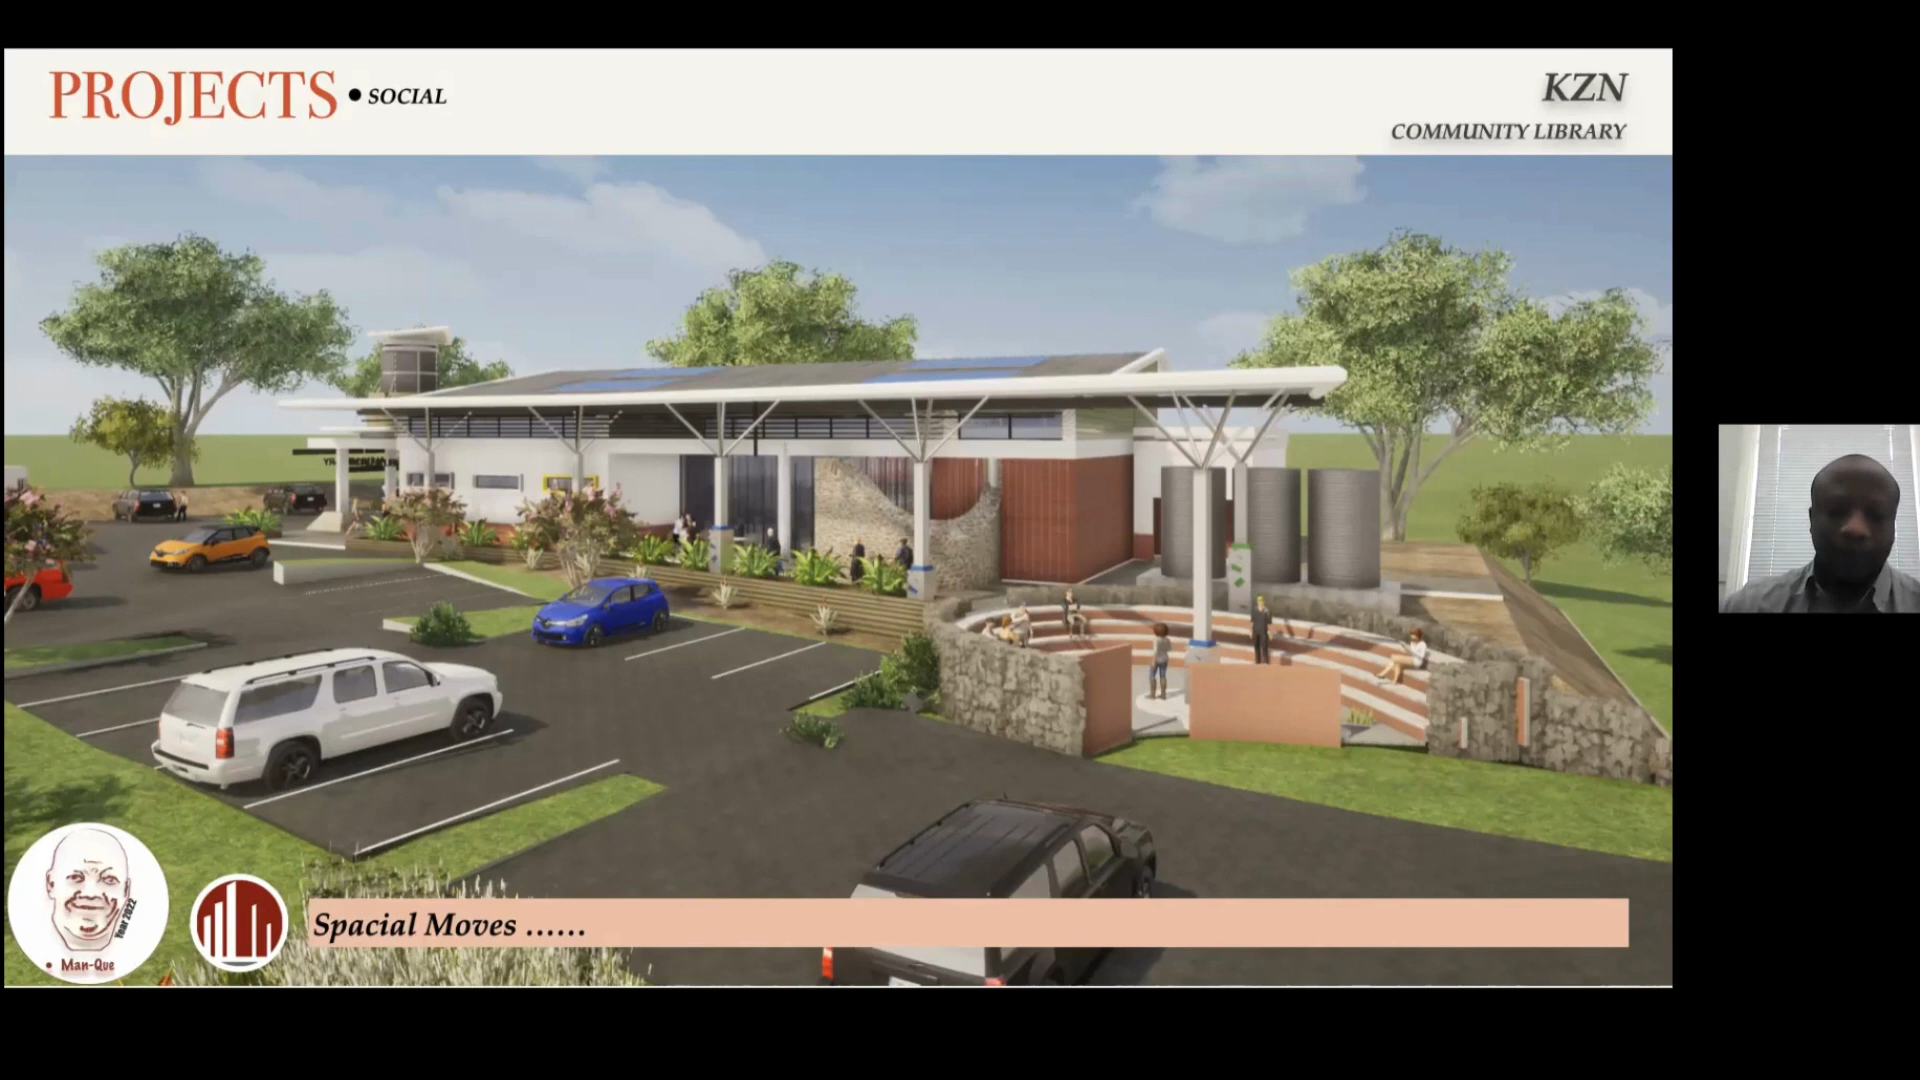 PROJECTS • SOCIAL
KZN
COMMUNITY LIBRARY
Year 2022
• Man-Que
Spacial Moves ......